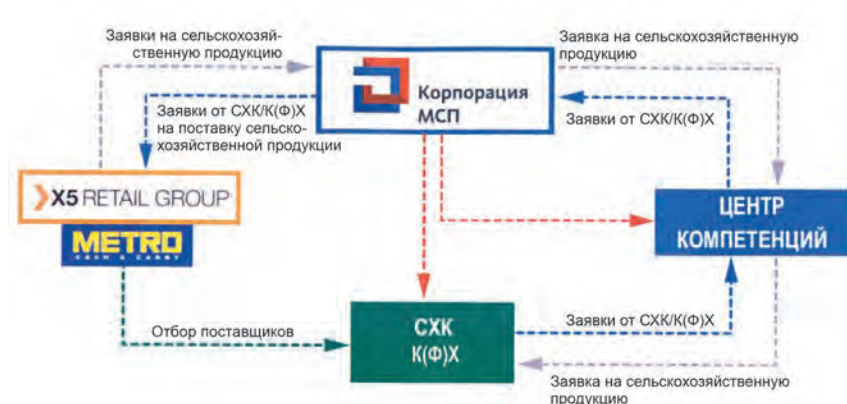 Заявки на сельскохозяй-
ственную продукцию
Заявка на сельскохозяйственную
продукцию
Корпорация
МСП
Заявки от СХК/К(Ф)Х
на поставку сельско-
хозяйственной продукции
Заявки от СХК/К(Ф)Х
X5 RETAIL GROUP
METRO
CASH & CARRY
ЦЕНТР
КОМПЕТЕНЦИЙ
Отбор поставщиков
СХК
К(Ф)Х
Заявки от СХК/К(Ф)Х
Заявка на сельскохозяйственную
продукцию